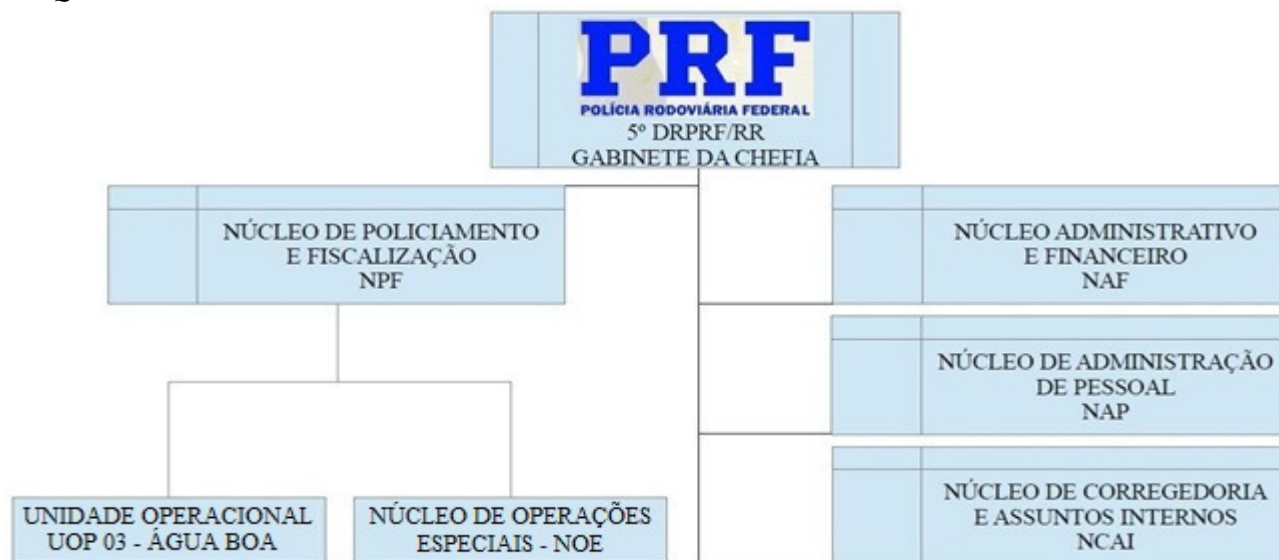 PRF
POLÍCIA RODOVIÁRIA FEDERAL
5º DRPRF/RR
GABINETE DA CHEFIA
NÚCLEO DE POLICIAMENTO
E FISCALIZAÇÃO
NPF
NÚCLEO ADMINISTRATIVO
E FINANCEIRO
NAF
NÚCLEO DE ADMINISTRAÇÃO
DE PESSOAL
NAP
NÚCLEO DE CORREGEDORIA
E ASSUNTOS INTERNOS
NCAI
UNIDADE OPERACIONAL
UOP 03 - ÁGUA BOA
NÚCLEO DE OPERAÇÕES
ESPECIAIS - NOE